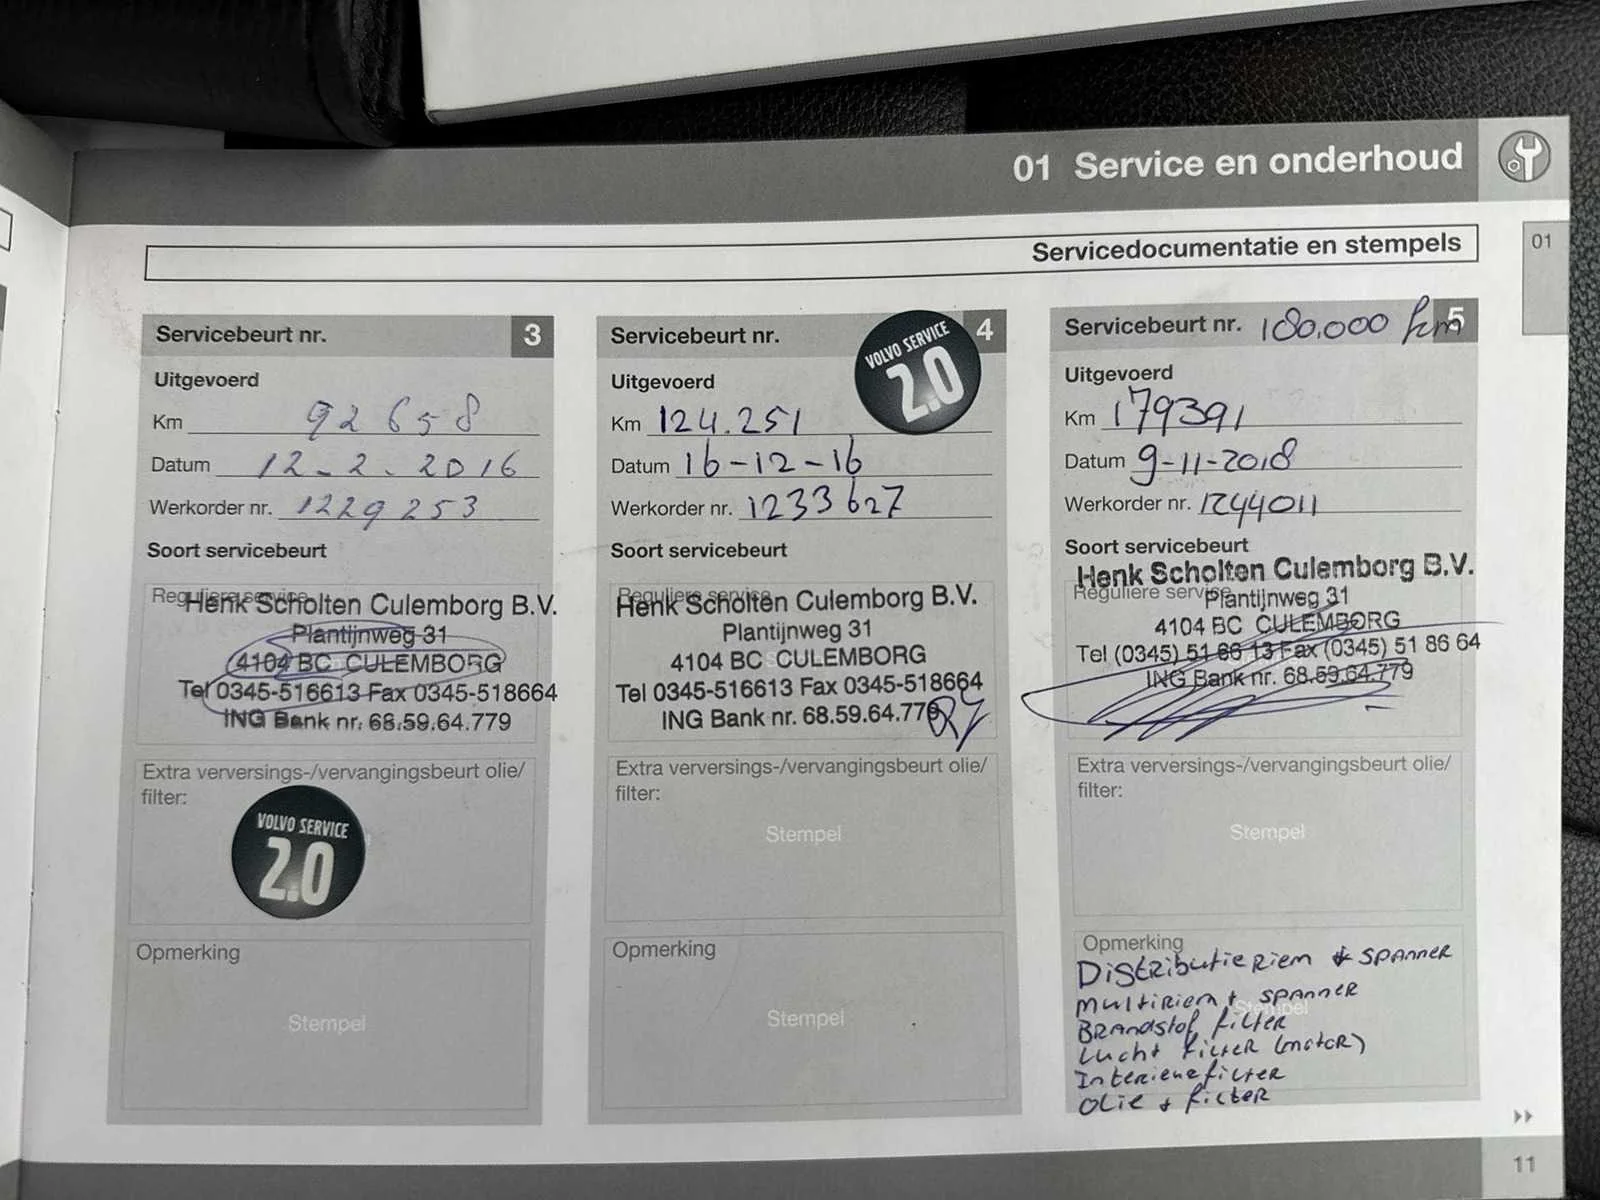 01 Service en onderhoud
Servicedocumentatie en stempels
01
Servicebeurt nr. 3
Uitgevoerd
Km 92658
Datum 12-2-2016
Werkorder nr. 1229253
Soort servicebeurt
Reguliere service
Henk Scholten Culemborg B.V.
Plantijnweg 31
4104 BC CULEMBORG
Tel 0345-516613 Fax 0345-518664
ING Bank nr. 68.59.64.779
Extra verversings-/vervangingsbeurt olie/
filter:
VOLVO SERVICE
2.0
Opmerking
Stempel
Servicebeurt nr. 4
VOLVO SERVICE
2.0
Uitgevoerd
Km 124.251
Datum 16-12-16
Werkorder nr. 1233627
Soort servicebeurt
Reguliere service
Henk Scholten Culemborg B.V.
Plantijnweg 31
4104 BC CULEMBORG
Tel 0345-516613 Fax 0345-518664
ING Bank nr. 68.59.64.779
Extra verversings-/vervangingsbeurt olie/
filter:
Stempel
Opmerking
Stempel
Servicebeurt nr. 180.000 km 5
Uitgevoerd
Km 179391
Datum 9-11-2018
Werkorder nr. 1244011
Soort servicebeurt
Reguliere service
Henk Scholten Culemborg B.V.
Plantijnweg 31
4104 BC CULEMBORG
Tel (0345) 51 66 13 Fax (0345) 51 86 64
ING Bank nr. 68.59.64.779
Extra verversings-/vervangingsbeurt olie/
filter:
Stempel
Opmerking
Distributieriem + spanner
Multiriem + spanner
Stempel
Brandstof filter
Lucht filter (motor)
Interieurfilter
Olie + filter
11